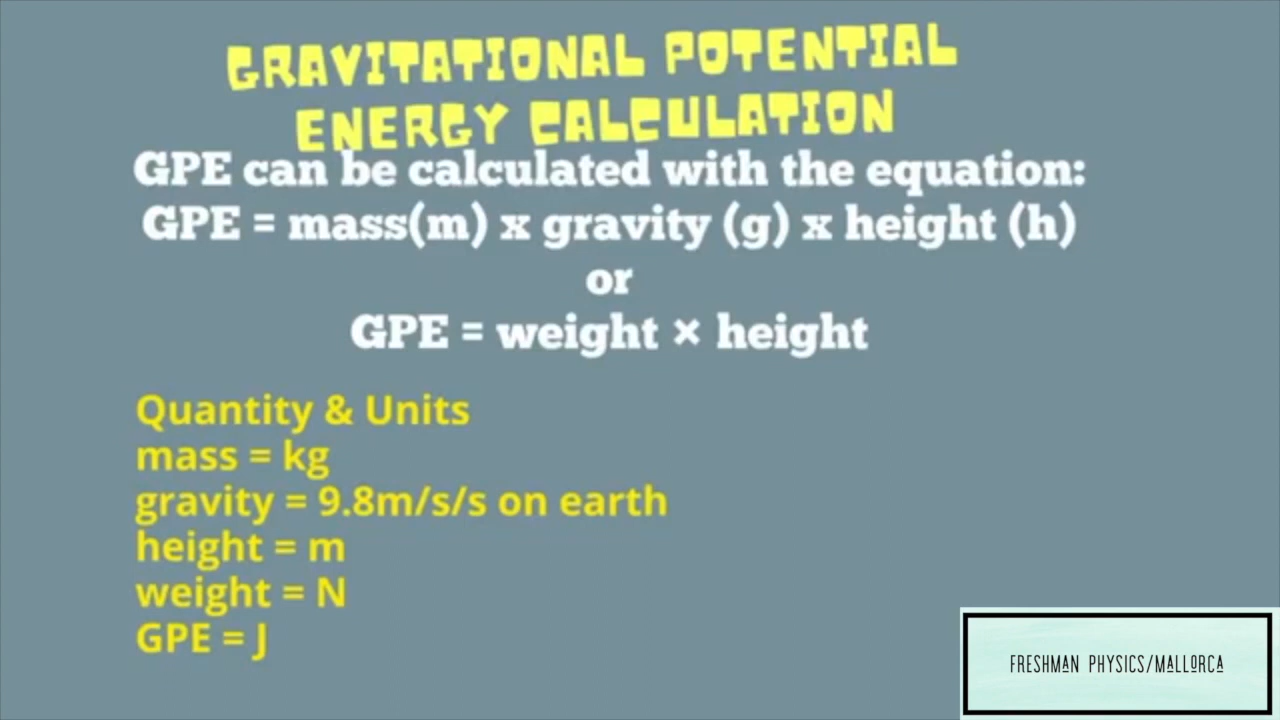 GRAVITATIONAL POTENTIAL
ENERGY CALCULATION
GPE can be calculated with the equation:
GPE = mass(m) x gravity (g) x height (h)
or
GPE = weight × height
Quantity & Units
mass = kg
gravity = 9.8m/s/s on earth
height = m
weight = N
GPE = J
FRESHMAN PHYSICS/MALLORCA